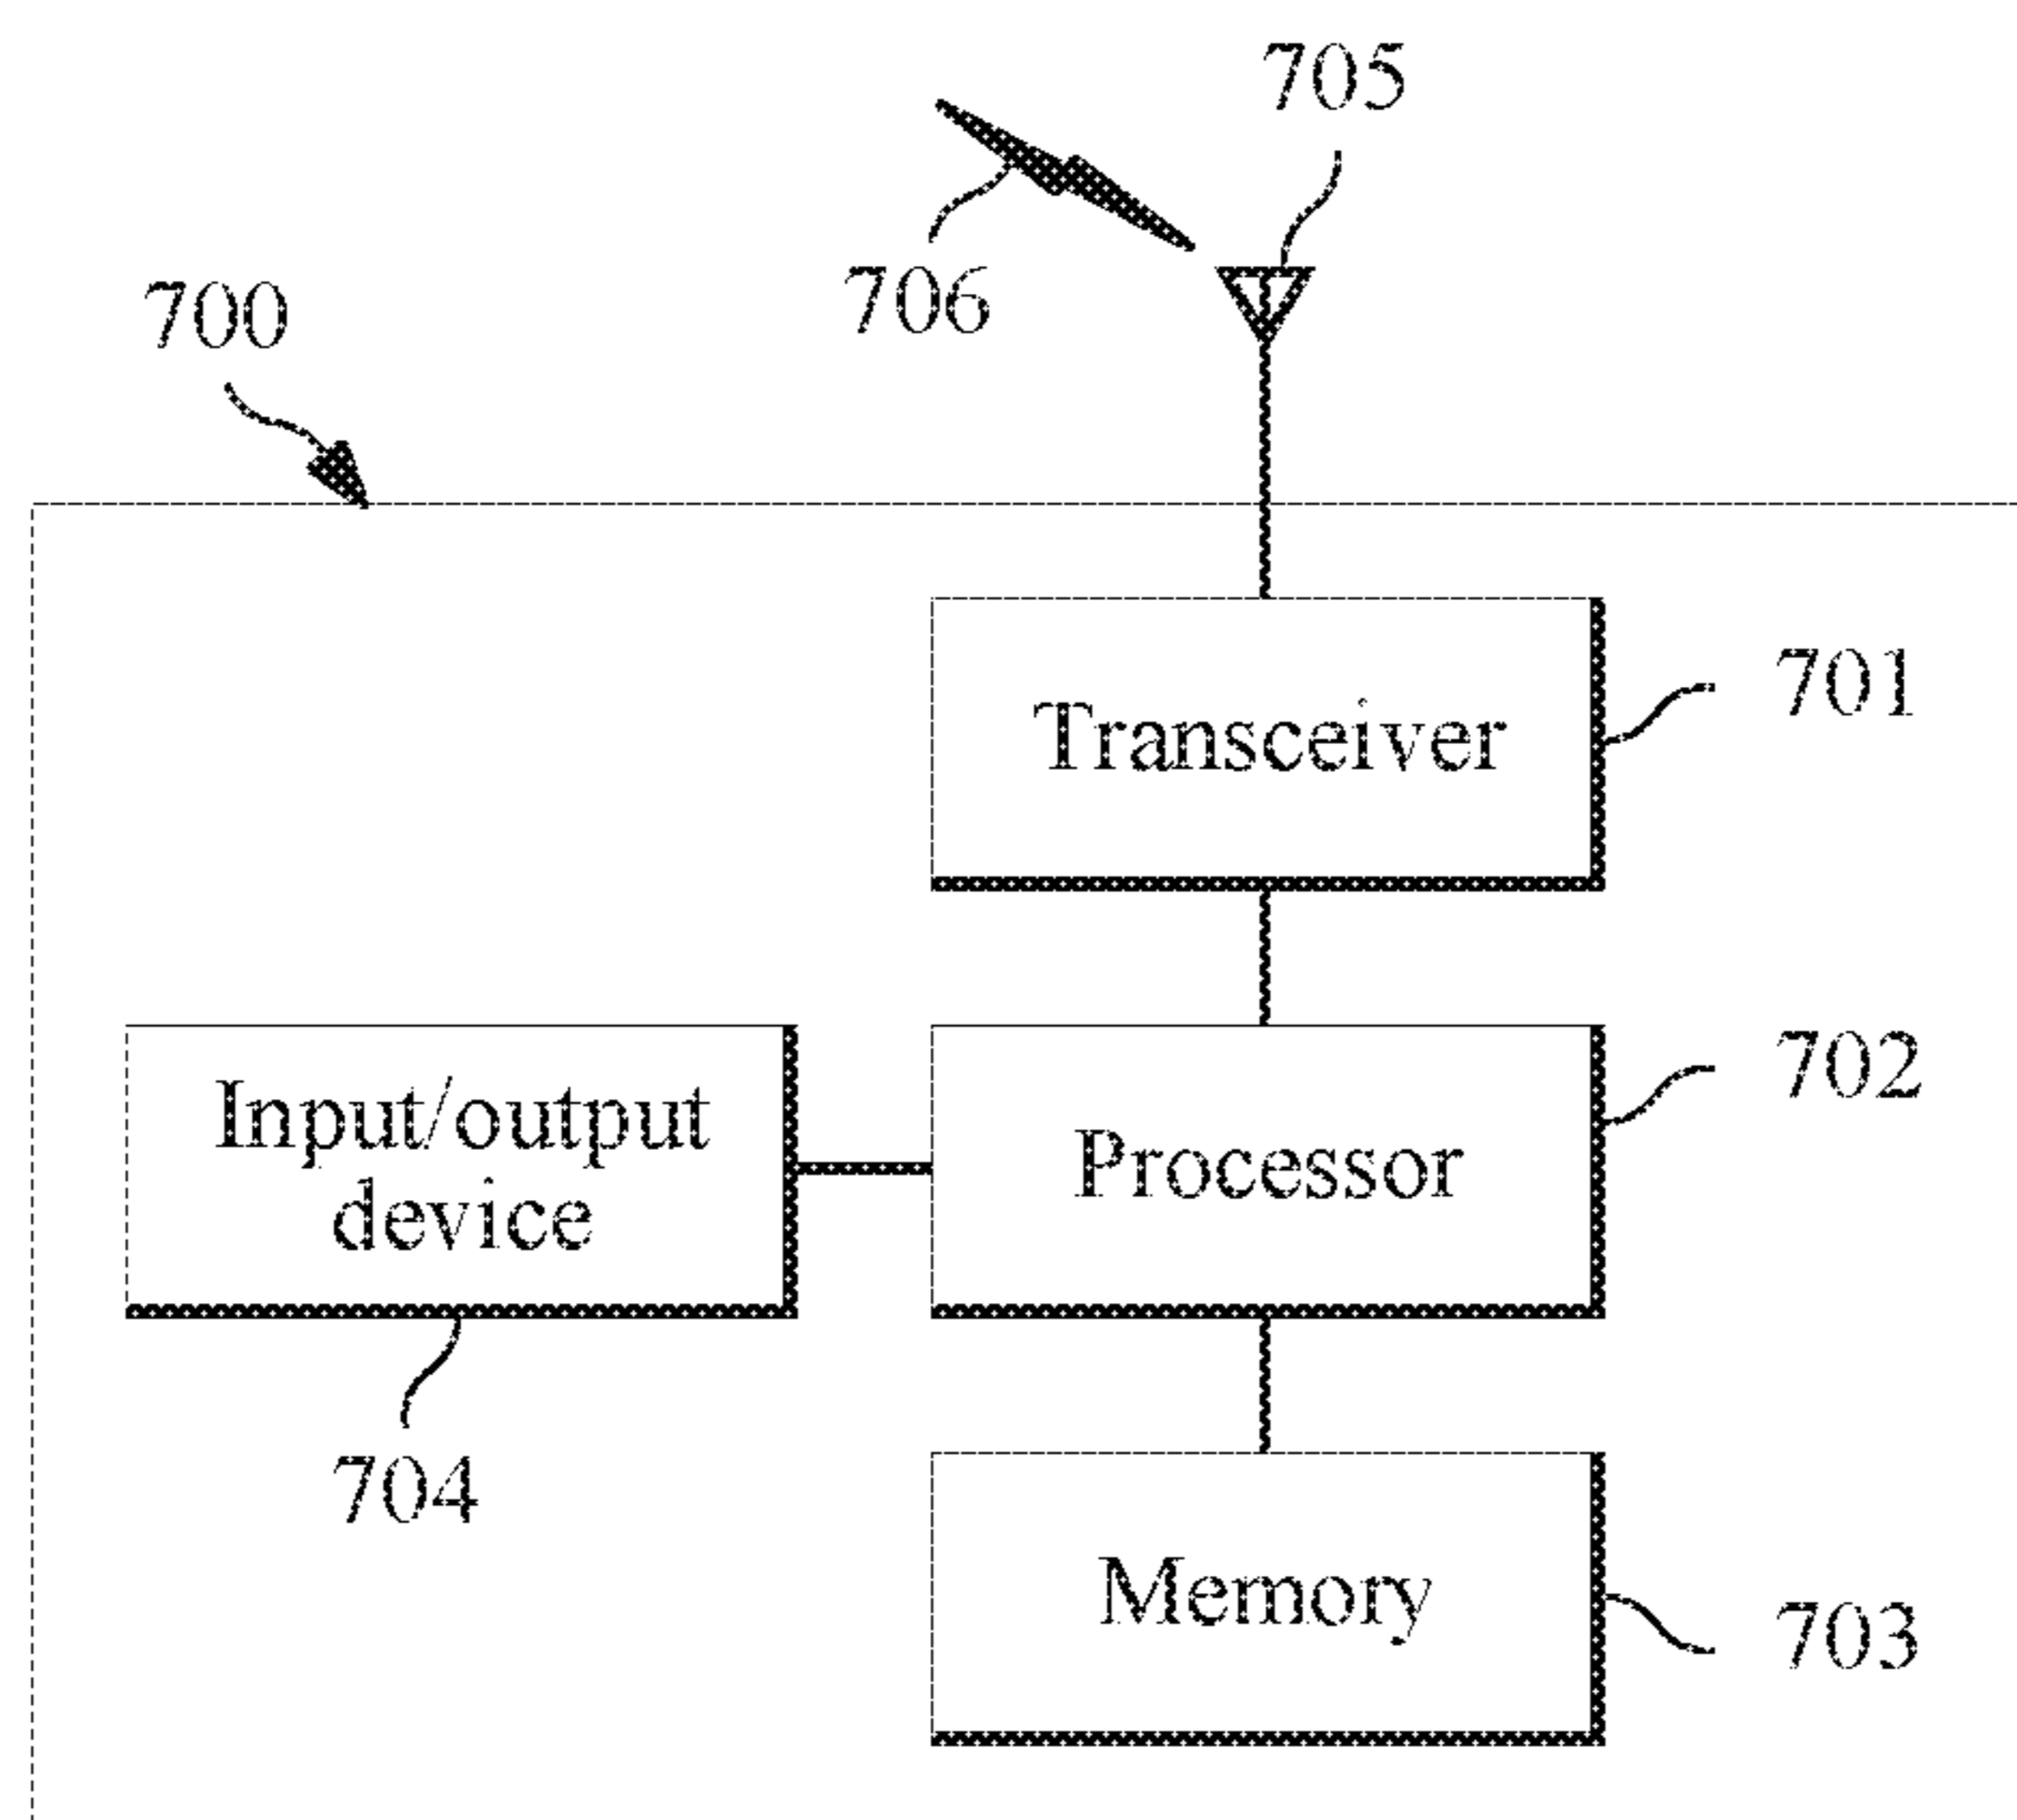 705
706
700
Transceiver
701
Input/output
device
Processor
702
704
Memory
703